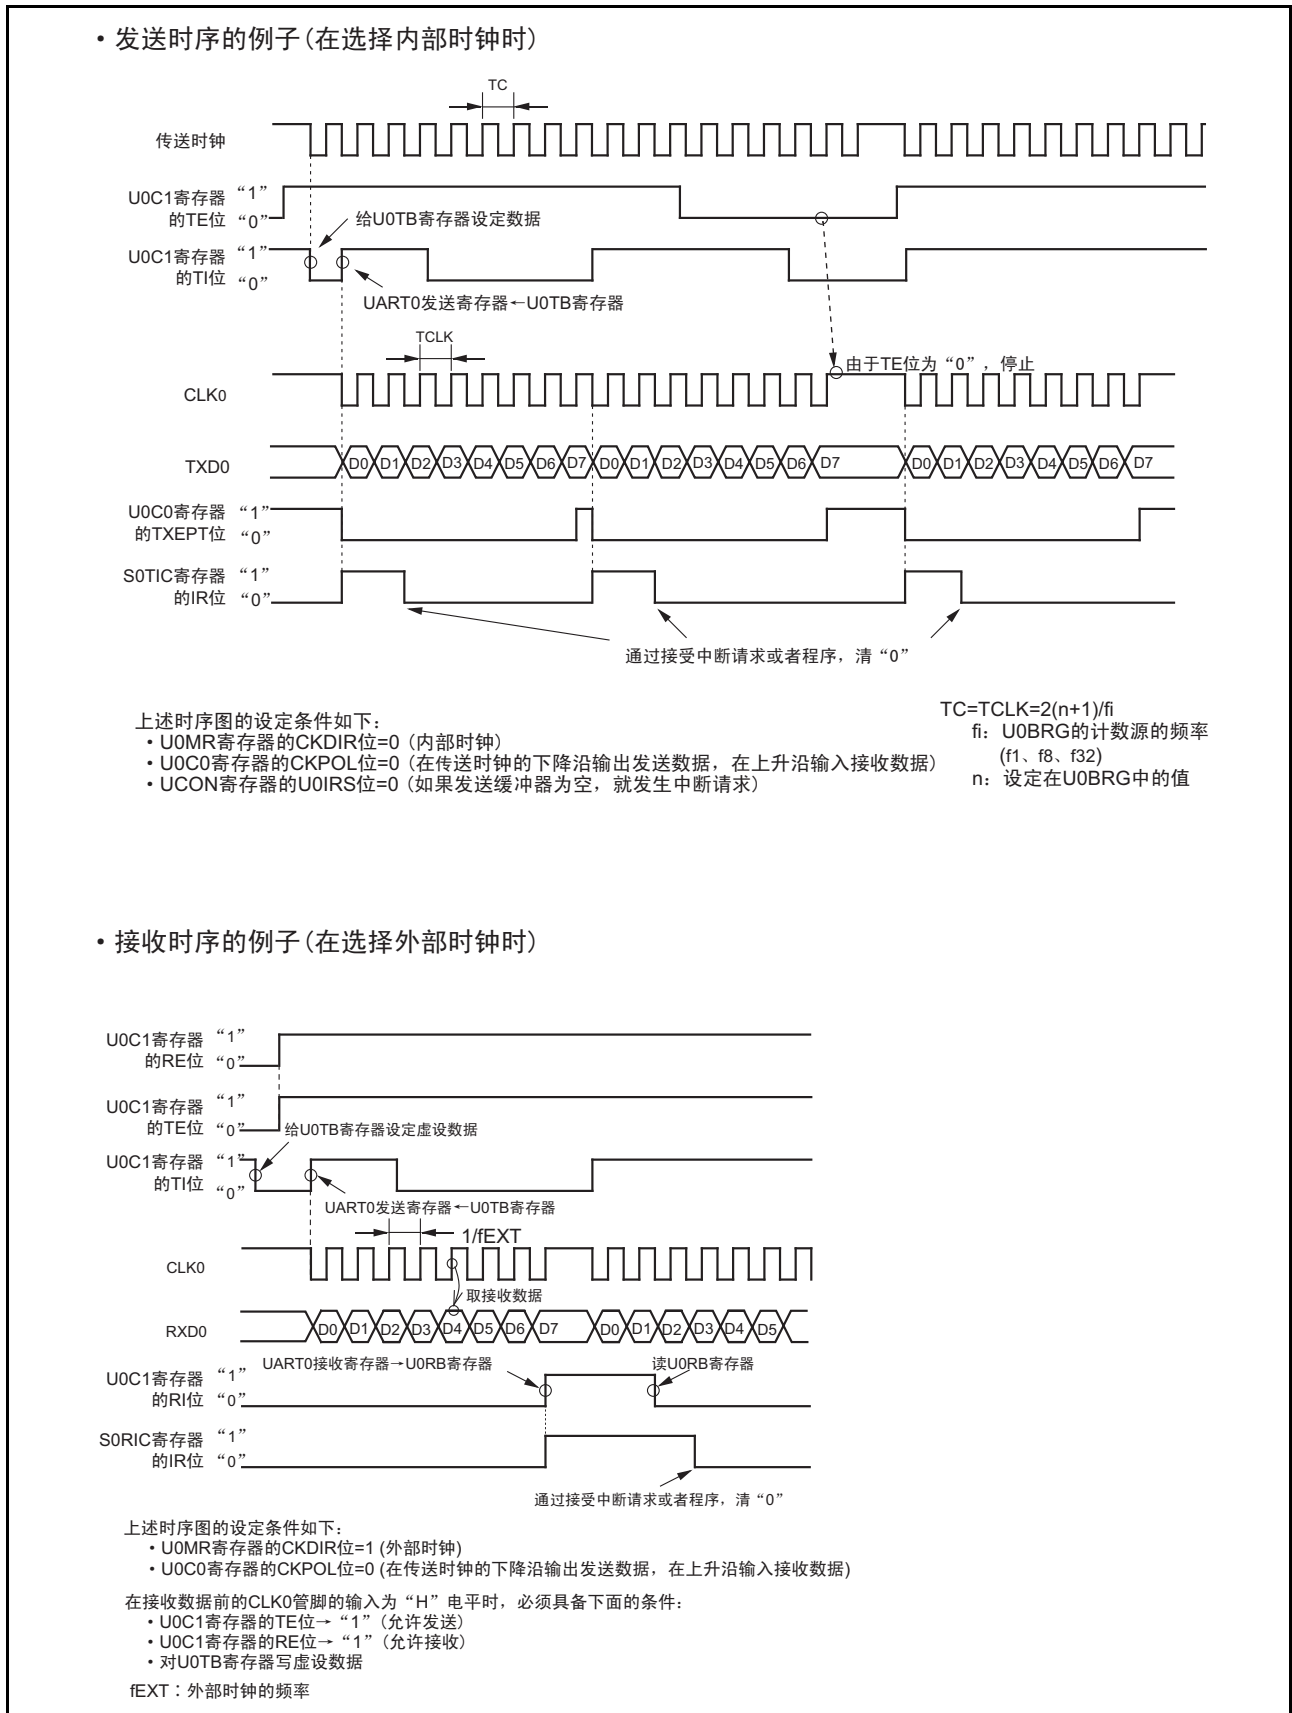 ・发送时序的例子(在选择内部时钟时)
TC
传送时钟
U0C1寄存器 “1”
的TE位 “0”
给U0TB寄存器设定数据
U0C1寄存器 “1”
的TI位 “0”
UART0发送寄存器←U0TB寄存器
TCLK
由于TE位为“0”，停止
CLK0
TXD0 D0 D1 D2 D3 D4 D5 D6 D7 D0 D1 D2 D3 D4 D5 D6 D7 D0 D1 D2 D3 D4 D5 D6 D7
U0C0寄存器 “1”
的TXEPT位 “0”
S0TIC寄存器 “1”
的IR位 “0”
通过接受中断请求或者程序，清“0”
上述时序图的设定条件如下：
・U0MR寄存器的CKDIR位=0 (内部时钟)
・U0C0寄存器的CKPOL位=0 (在传送时钟的下降沿输出发送数据，在上升沿输入接收数据)
・UCON寄存器的U0IRS位=0 (如果发送缓冲器为空，就发生中断请求)
TC=TCLK=2(n+1)/fi
fi：U0BRG的计数源的频率
(f1、f8、f32)
n：设定在U0BRG中的值
・接收时序的例子(在选择外部时钟时)
U0C1寄存器 “1”
的RE位 “0”
U0C1寄存器 “1”
的TE位 “0”
给U0TB寄存器设定虚设数据
U0C1寄存器 “1”
的TI位 “0”
UART0发送寄存器←U0TB寄存器
1/fEXT
CLK0
取接收数据
RXD0 D0 D1 D2 D3 D4 D5 D6 D7 D0 D1 D2 D3 D4 D5
UART0接收寄存器→U0RB寄存器 读U0RB寄存器
U0C1寄存器 “1”
的RI位 “0”
S0RIC寄存器 “1”
的IR位 “0”
通过接受中断请求或者程序，清“0”
上述时序图的设定条件如下：
・U0MR寄存器的CKDIR位=1 (外部时钟)
・U0C0寄存器的CKPOL位=0 (在传送时钟的下降沿输出发送数据，在上升沿输入接收数据)
在接收数据前的CLK0管脚的输入为“H”电平时，必须具备下面的条件：
・U0C1寄存器的TE位→“1”(允许发送)
・U0C1寄存器的RE位→“1”(允许接收)
・对U0TB寄存器写虚设数据
fEXT：外部时钟的频率